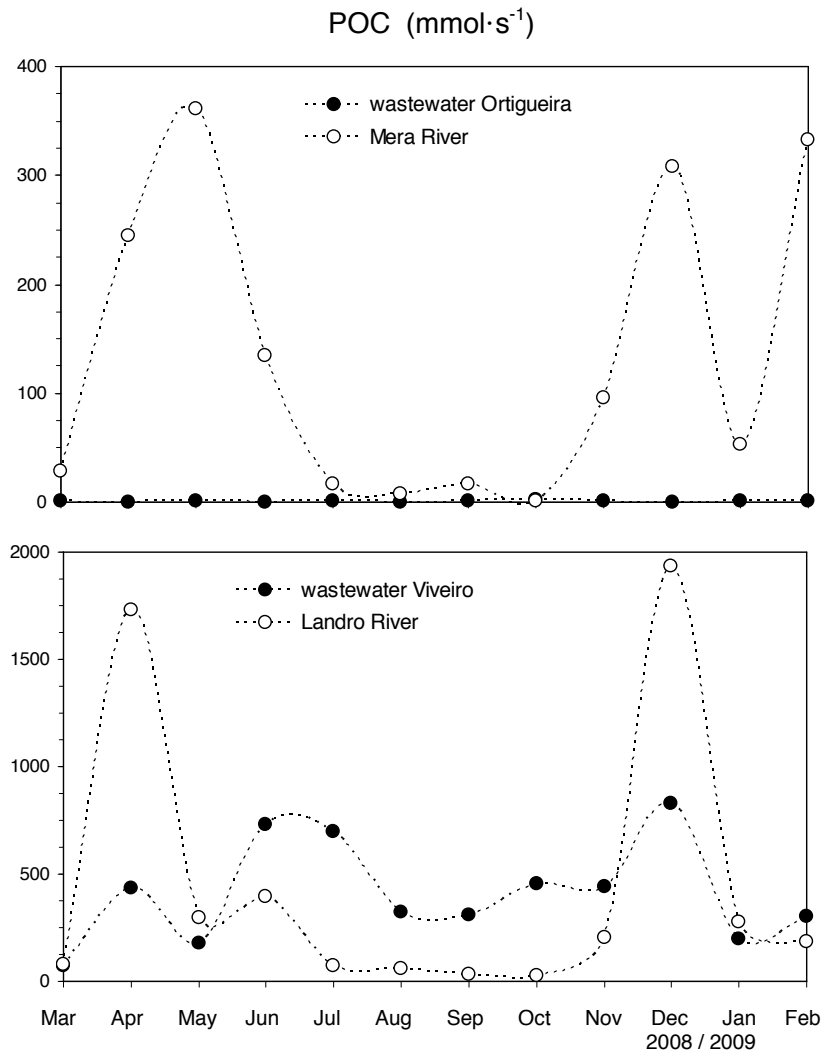 POC (mmol·s⁻¹)
400
300
200
100
0
wastewater Ortigueira
Mera River
2000
1500
1000
500
0
wastewater Viveiro
Landro River
Mar Apr May Jun Jul Aug Sep Oct Nov Dec Jan Feb
2008 / 2009